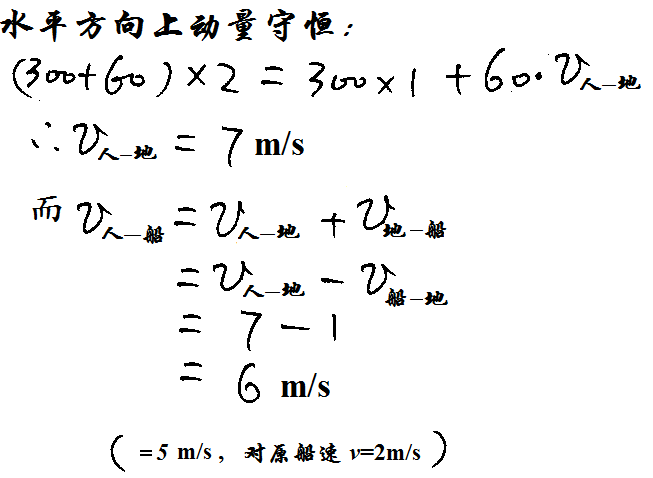 水平方向上动量守恒:
(300+60)×2=300×1+60·v人-地
∴v人-地=7 m/s
而 v人-船=v人-地+v地-船
=v人-地-v船-地
=7-1
=6 m/s
(=5 m/s, 对原船速 v=2m/s)